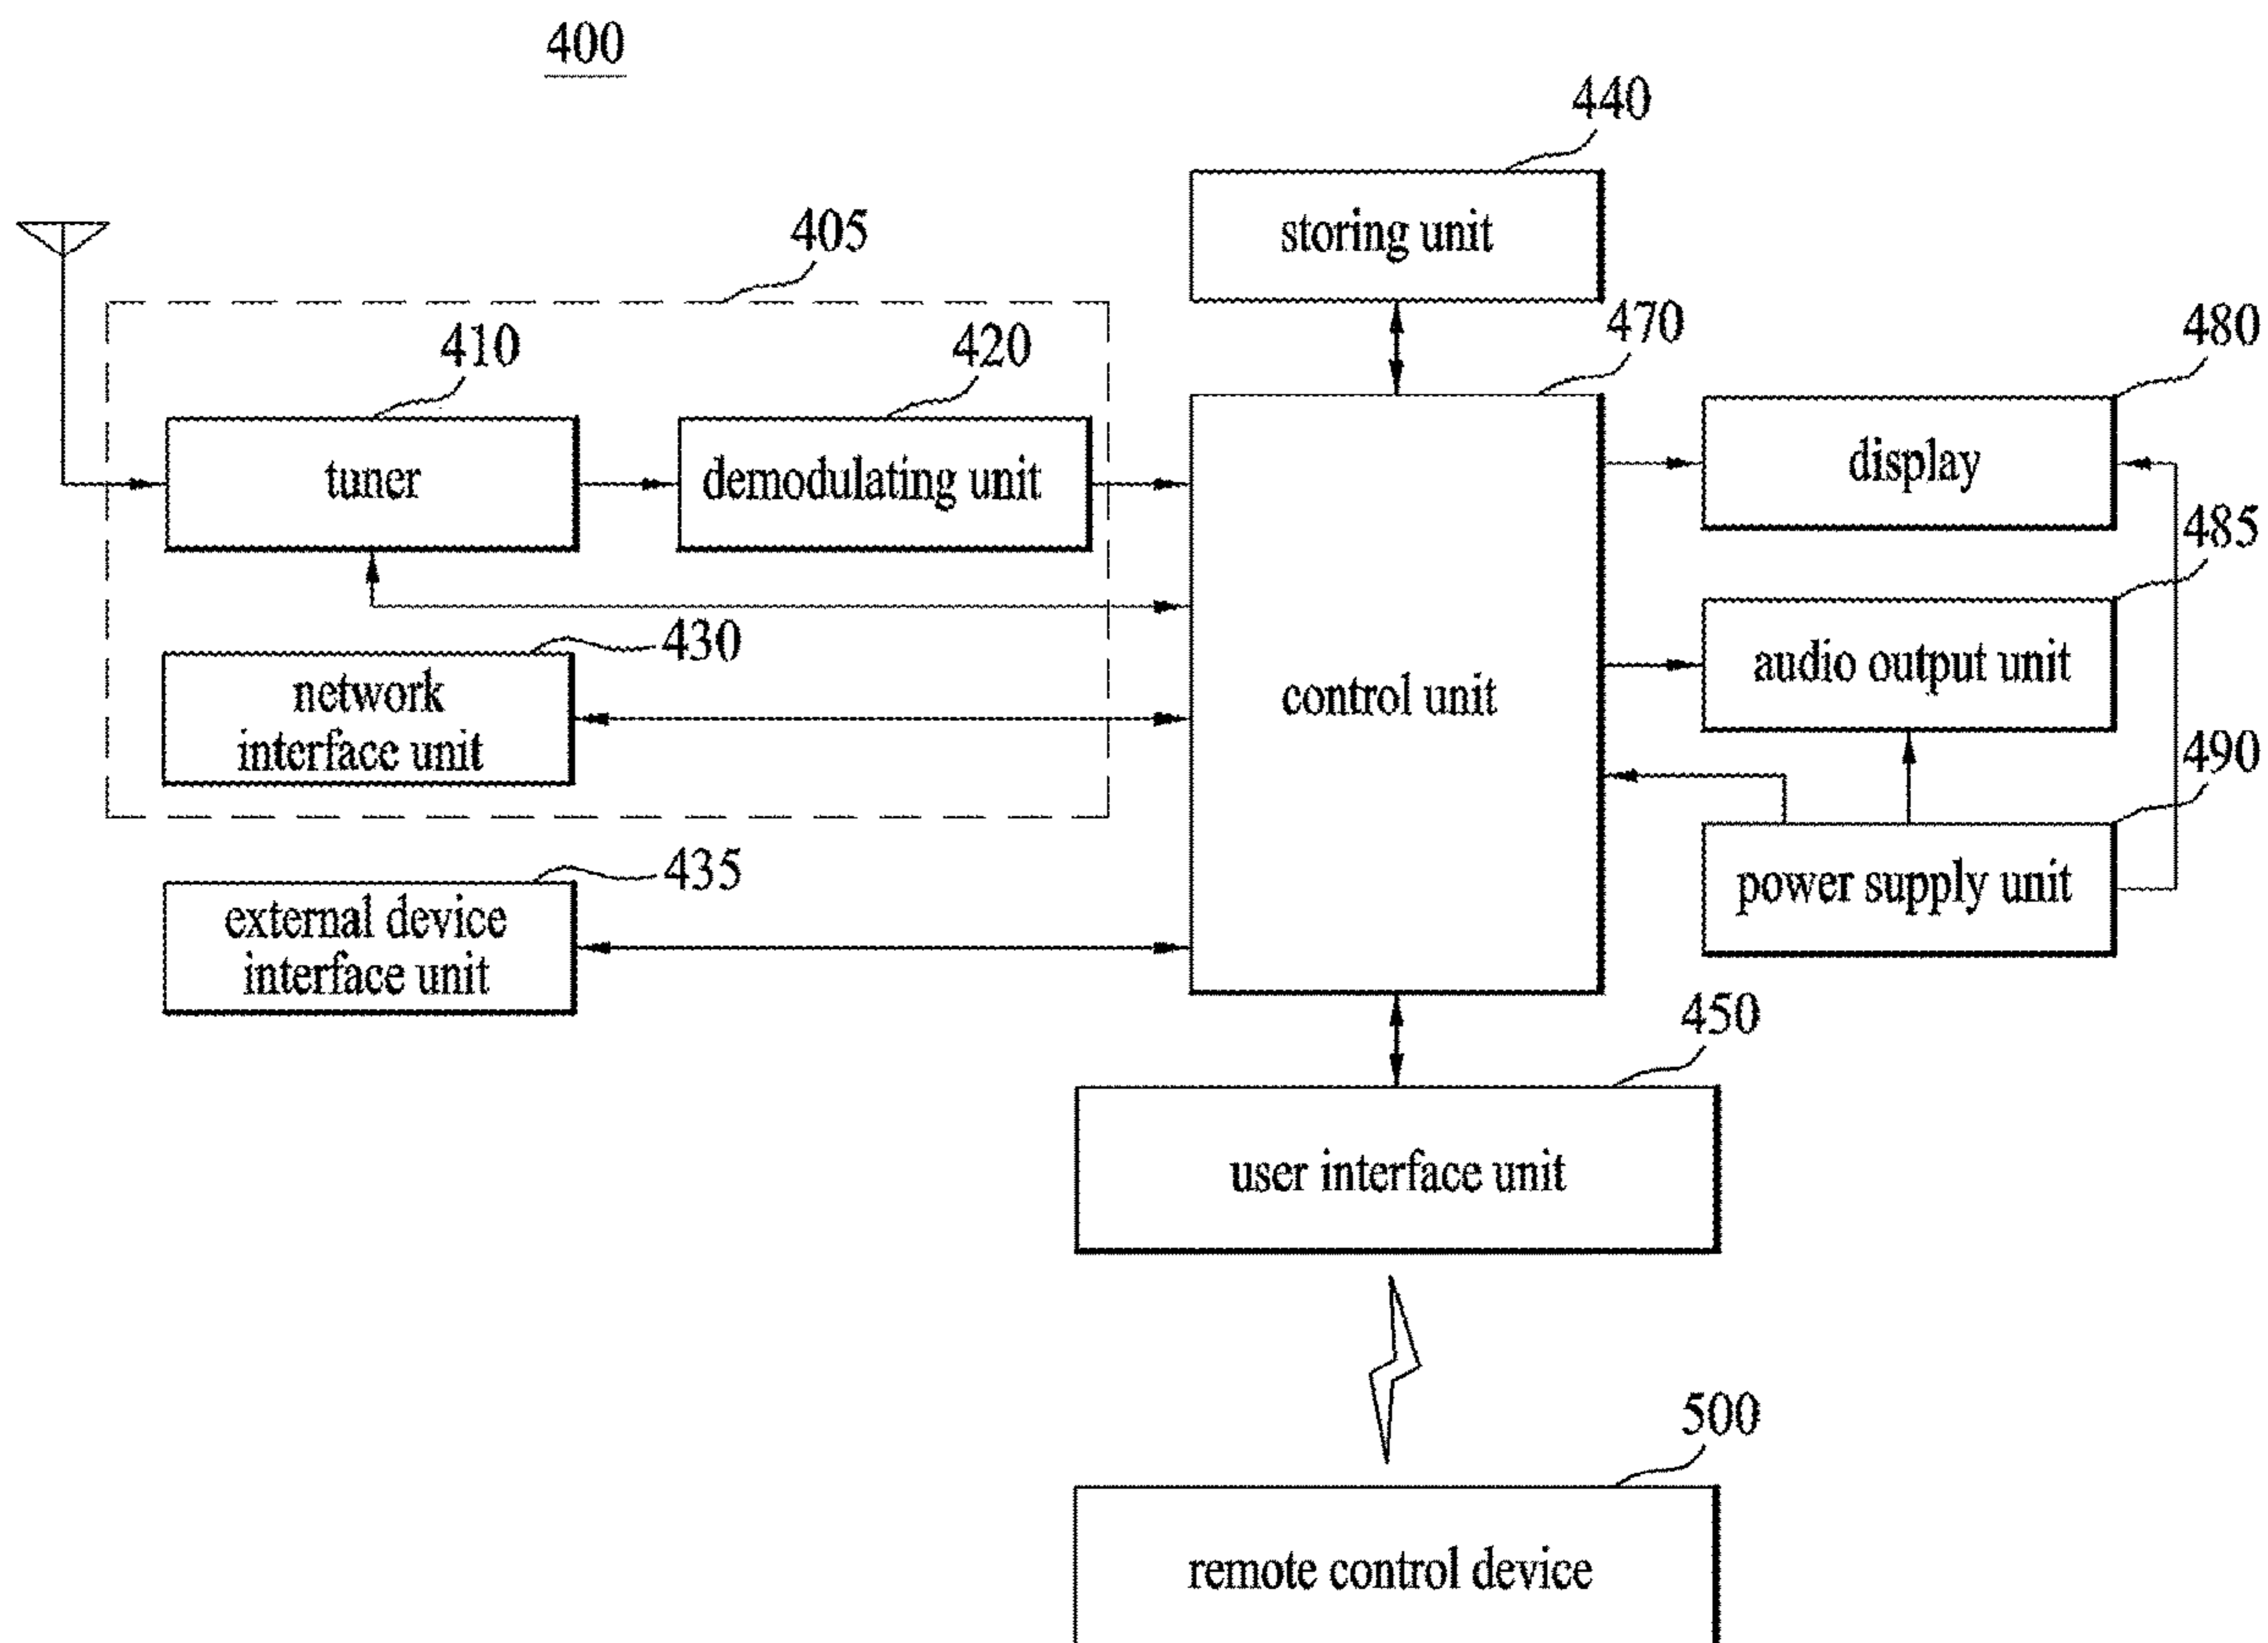 400
440
storing unit
405
470
480
410
420
tuner
demodulating unit
display
485
430
network
interface unit
control unit
audio output unit
490
435
external device
interface unit
power supply unit
450
user interface unit
500
remote control device